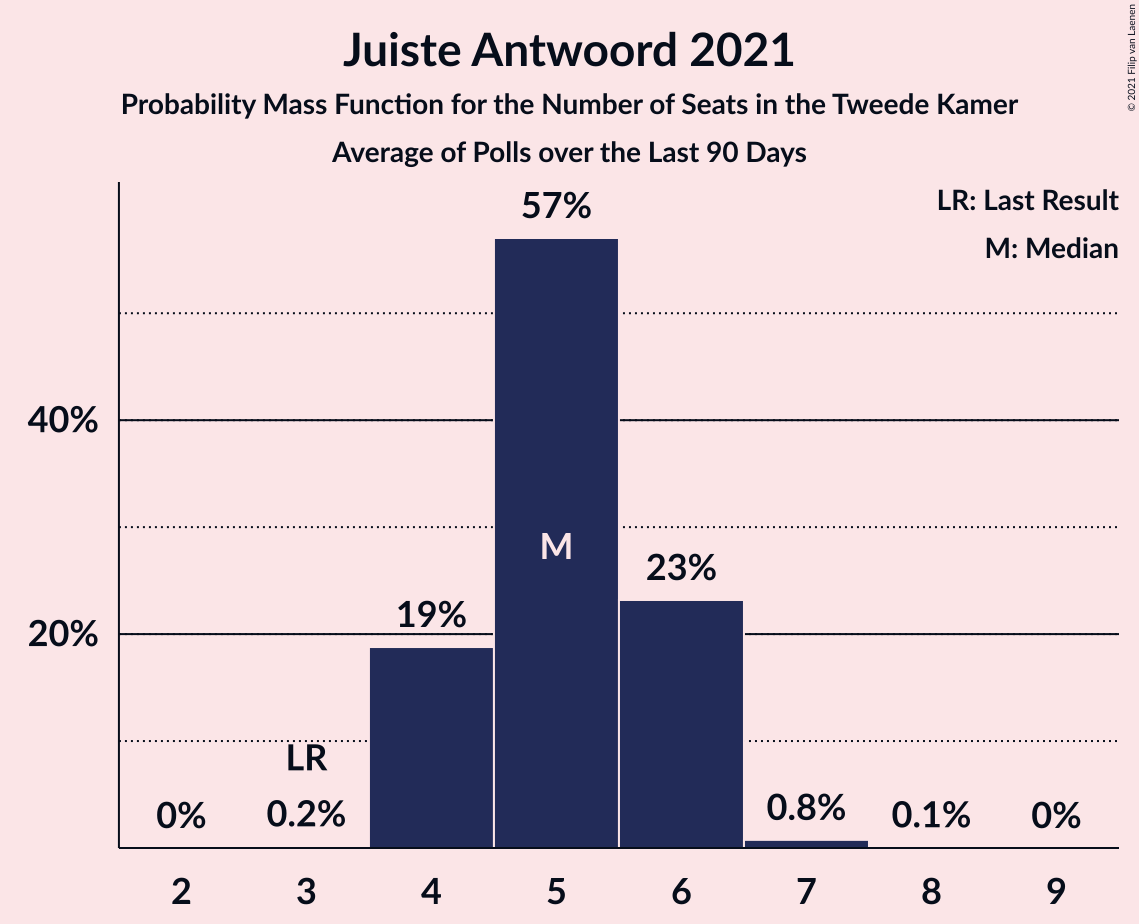 Juiste Antwoord 2021
Probability Mass Function for the Number of Seats in the Tweede Kamer
Average of Polls over the Last 90 Days
© 2021 Filip van Laenen
LR: Last Result
M: Median
57%
40%
M
23%
19%
20%
LR
0%
0.2%
0.8%
0.1%
0%
2 3 4 5 6 7 8 9